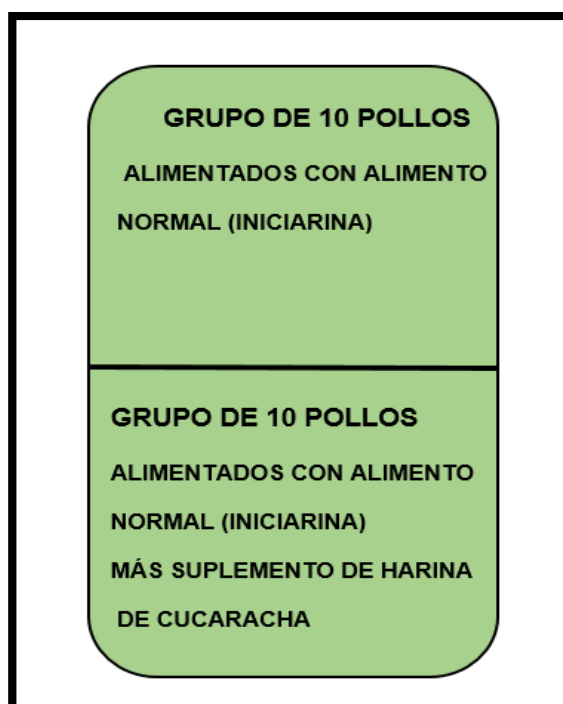 GRUPO DE 10 POLLOS
ALIMENTADOS CON ALIMENTO
NORMAL (INICIARINA)
GRUPO DE 10 POLLOS
ALIMENTADOS CON ALIMENTO
NORMAL (INICIARINA)
MÁS SUPLEMENTO DE HARINA
DE CUCARACHA